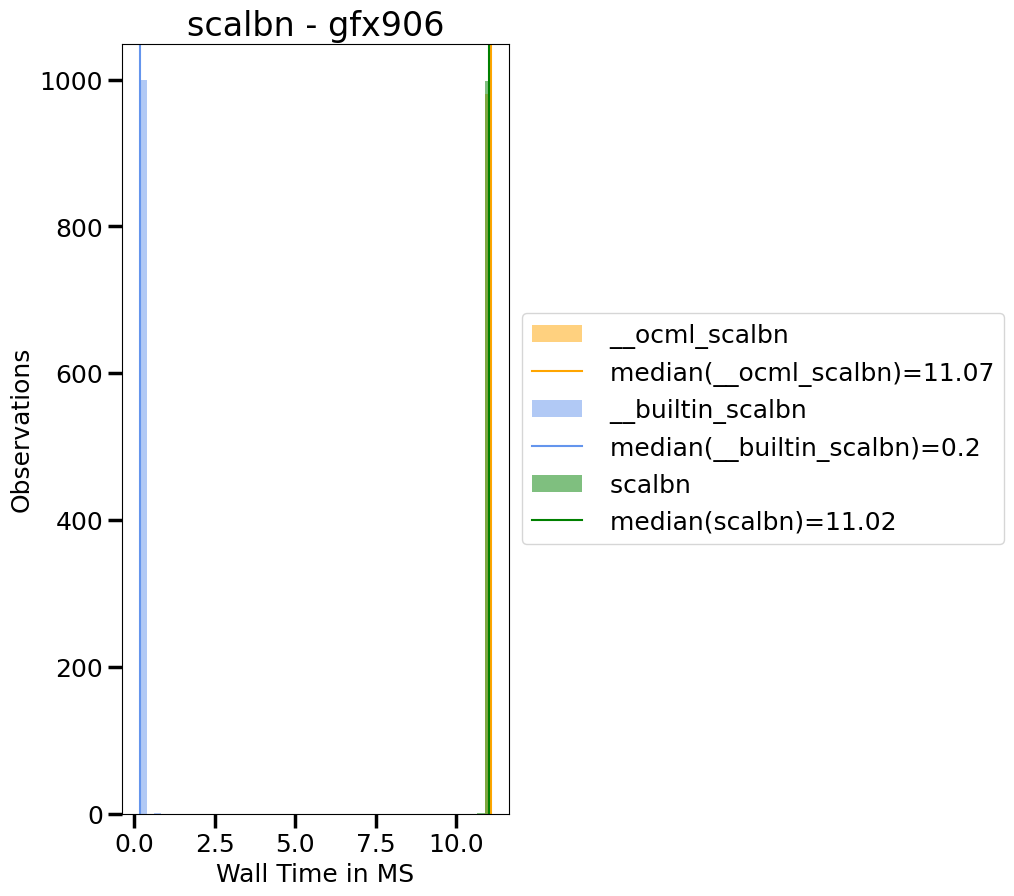 scalbn - gfx906
1000
800
600
400
200
0
Observations
0.0 2.5 5.0 7.5 10.0
Wall Time in MS
__ocml_scalbn
median(__ocml_scalbn)=11.07
__builtin_scalbn
median(__builtin_scalbn)=0.2
scalbn
median(scalbn)=11.02